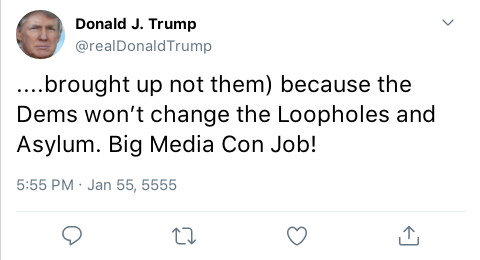 Donald J. Trump
@realDonaldTrump
....brought up not them) because the
Dems won’t change the Loopholes and
Asylum. Big Media Con Job!
5:55 PM · Jan 55, 5555